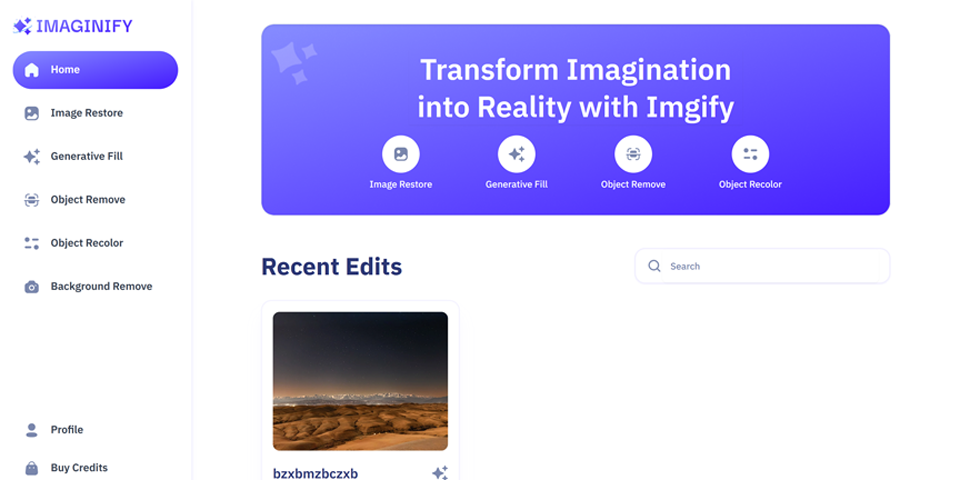 IMAGINIFY
Home
Image Restore
Generative Fill
Object Remove
Object Recolor
Background Remove
Profile
Buy Credits
Transform Imagination
into Reality with Imgify
Image Restore
Generative Fill
Object Remove
Object Recolor
Recent Edits
Search
bzxbmzbczxb